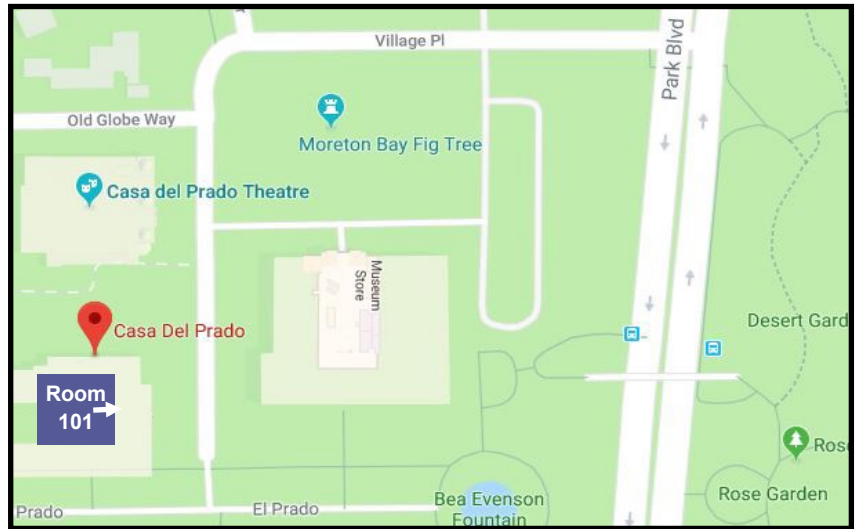 Village Pl
Park Blvd
Old Globe Way
Moreton Bay Fig Tree
Casa del Prado Theatre
Museum
Store
Casa Del Prado
Desert Gard
Room
101
Rose
Rose Garden
Prado
El Prado
Bea Evenson
Fountain